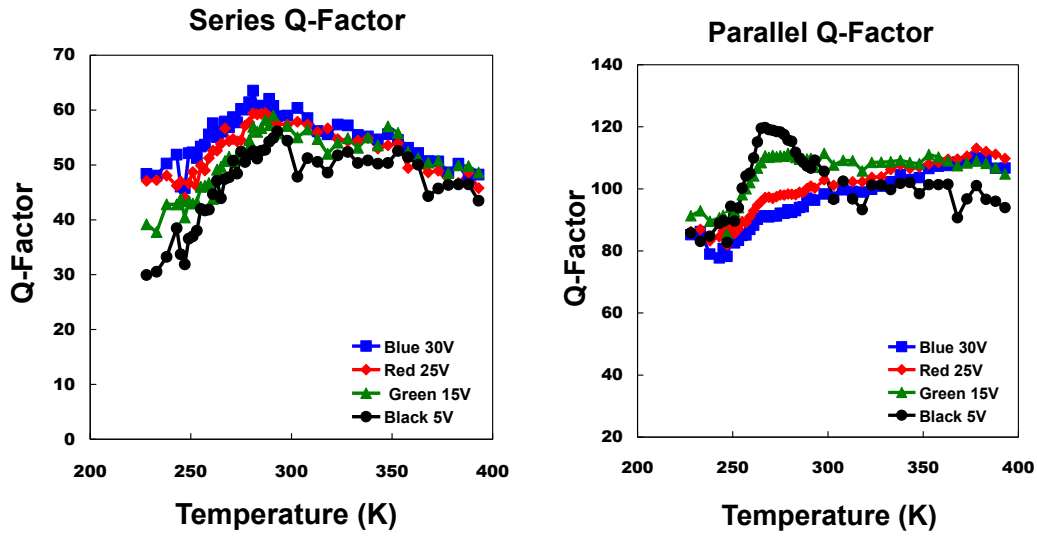 Series Q-Factor
70
60
50
40
30
20
10
0
Q-Factor
Blue 30V
Red 25V
Green 15V
Black 5V
200 250 300 350 400
Temperature (K)
Parallel Q-Factor
140
120
100
80
60
40
20
Q-Factor
Blue 30V
Red 25V
Green 15V
Black 5V
200 250 300 350 400
Temperature (K)